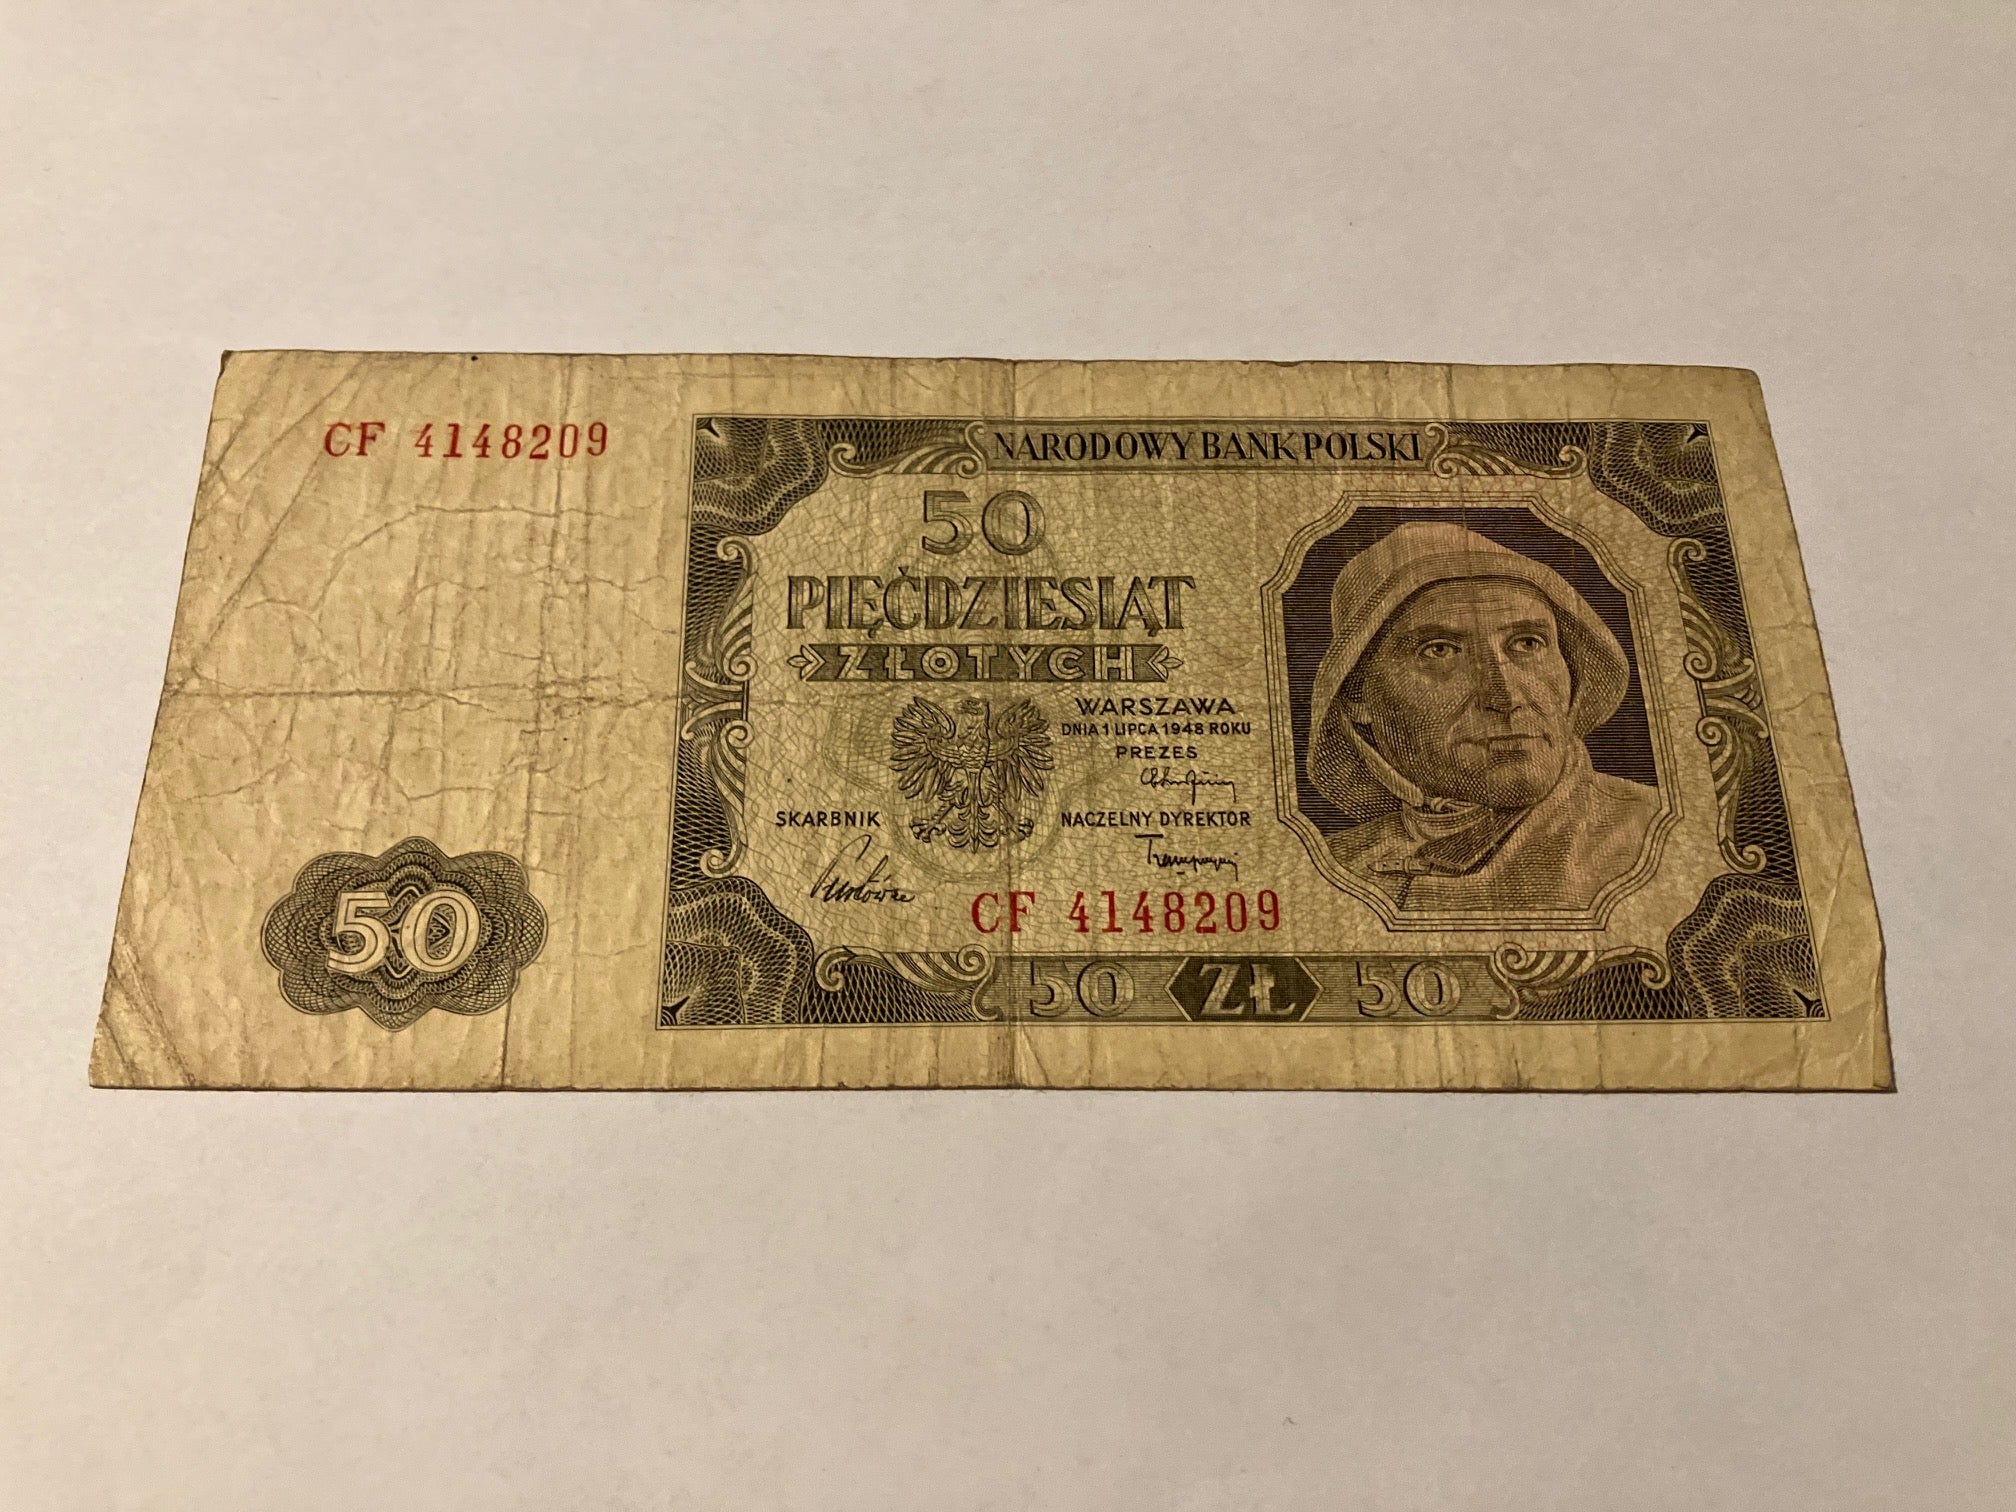 CF 4148209
NARODOWY BANK POLSKI
50
PIĘĆDZIESIĄT
ZŁOTYCH
WARSZAWA
DNIA 1 LIPCA 1948 ROKU
PREZES
SKARBNIK
NACZELNY DYREKTOR
CF 4148209
50
50 ZŁ 50